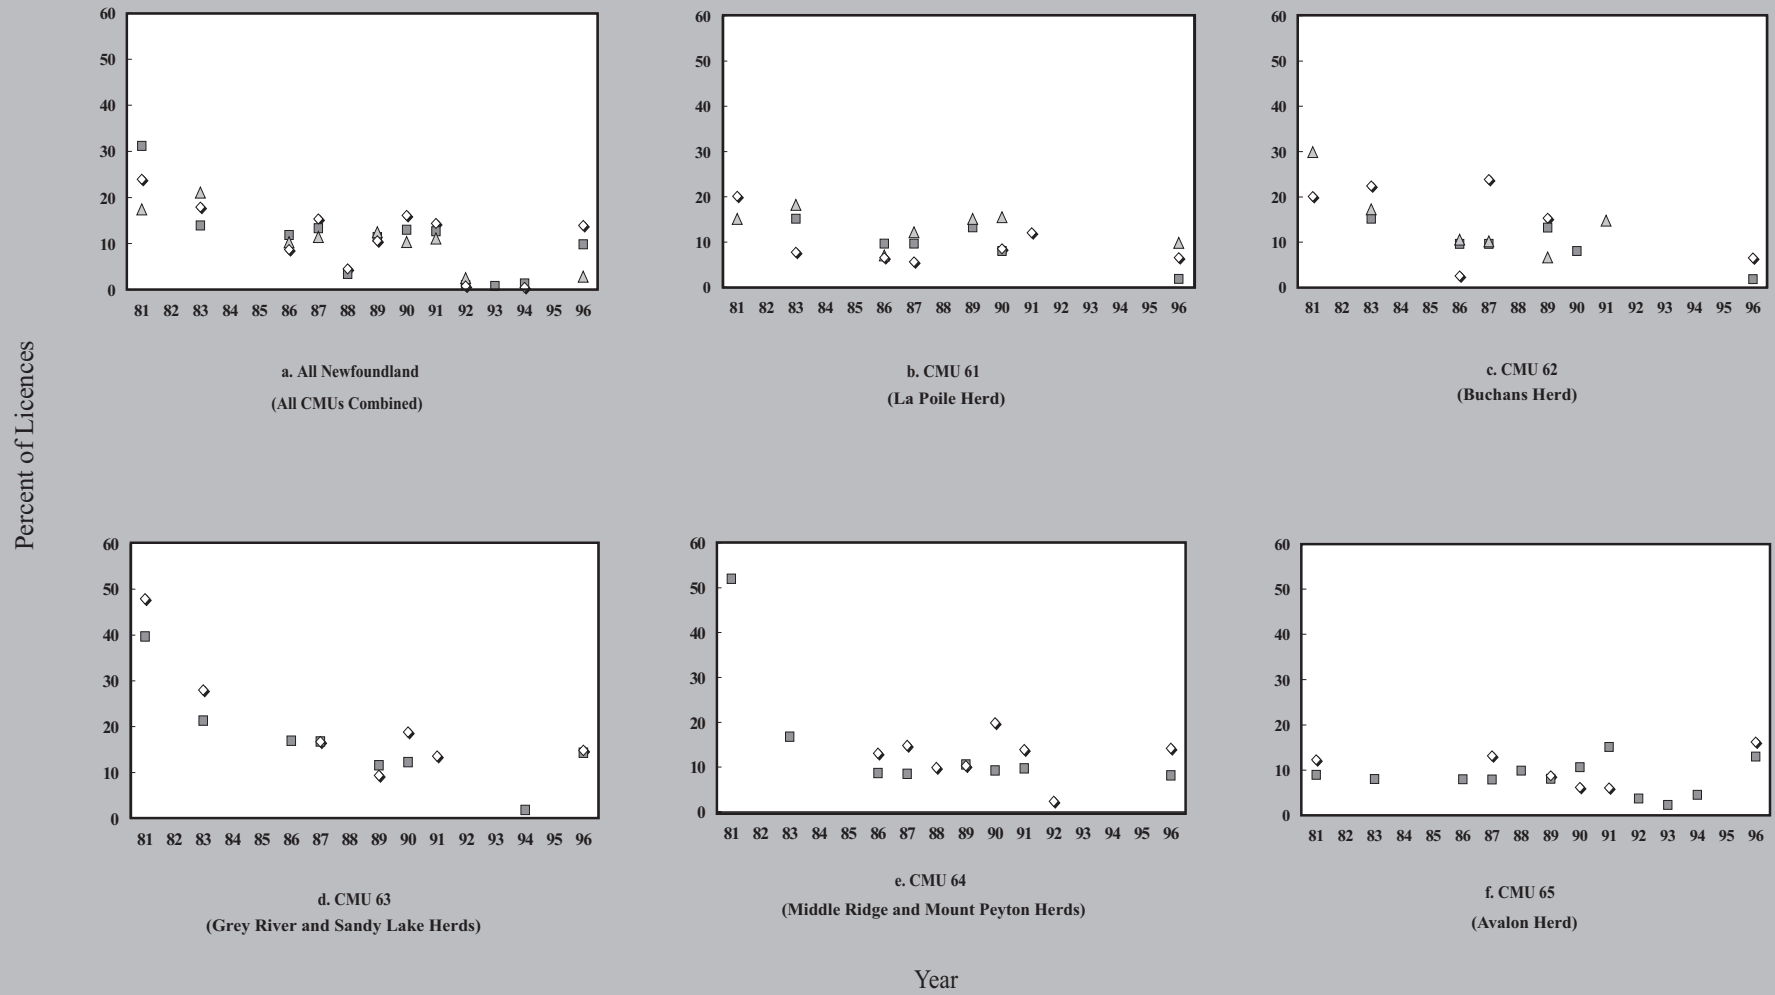 60
50
40
30
20
10
0
81 82 83 84 85 86 87 88 89 90 91 92 93 94 95 96
a. All Newfoundland
(All CMUs Combined)
60
50
40
30
20
10
0
81 82 83 84 85 86 87 88 89 90 91 92 93 94 95 96
b. CMU 61
(La Poile Herd)
60
50
40
30
20
10
0
81 82 83 84 85 86 87 88 89 90 91 92 93 94 95 96
c. CMU 62
(Buchans Herd)
Percent of Licences
60
50
40
30
20
10
0
81 82 83 84 85 86 87 88 89 90 91 92 93 94 95 96
d. CMU 63
(Grey River and Sandy Lake Herds)
60
50
40
30
20
10
0
81 82 83 84 85 86 87 88 89 90 91 92 93 94 95 96
e. CMU 64
(Middle Ridge and Mount Peyton Herds)
60
50
40
30
20
10
0
81 82 83 84 85 86 87 88 89 90 91 92 93 94 95 96
f. CMU 65
(Avalon Herd)
Year